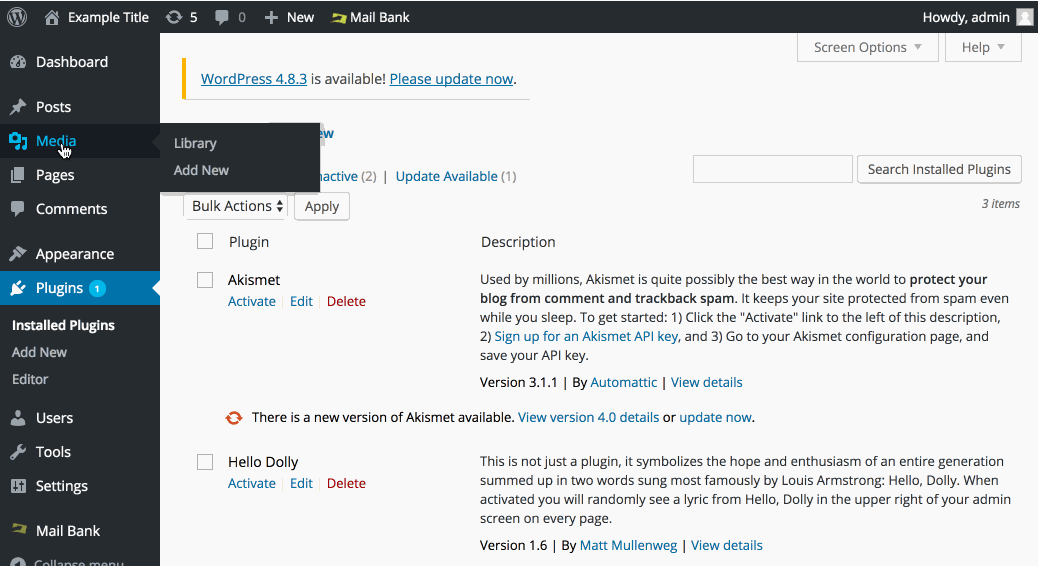 Example Title 5 0 New Mail Bank Howdy, admin
Screen Options Help
Dashboard
Posts
Media
Pages
Comments
Appearance
Plugins 1
Installed Plugins
Add New
Editor
Users
Tools
Settings
Mail Bank
Collapse menu
Library
Add New
WordPress 4.8.3 is available! Please update now.
(2) | Update Available (1)
Search Installed Plugins
Bulk Actions Apply
3 items
Plugin Description
Akismet
Activate | Edit | Delete
Used by millions, Akismet is quite possibly the best way in the world to protect your
blog from comment and trackback spam. It keeps your site protected from spam even
while you sleep. To get started: 1) Click the "Activate" link to the left of this description,
2) Sign up for an Akismet API key, and 3) Go to your Akismet configuration page, and
save your API key.
Version 3.1.1 | By Automattic | View details
There is a new version of Akismet available. View version 4.0 details or update now.
Hello Dolly
Activate | Edit | Delete
This is not just a plugin, it symbolizes the hope and enthusiasm of an entire generation
summed up in two words sung most famously by Louis Armstrong: Hello, Dolly. When
activated you will randomly see a lyric from Hello, Dolly in the upper right of your admin
screen on every page.
Version 1.6 | By Matt Mullenweg | View details